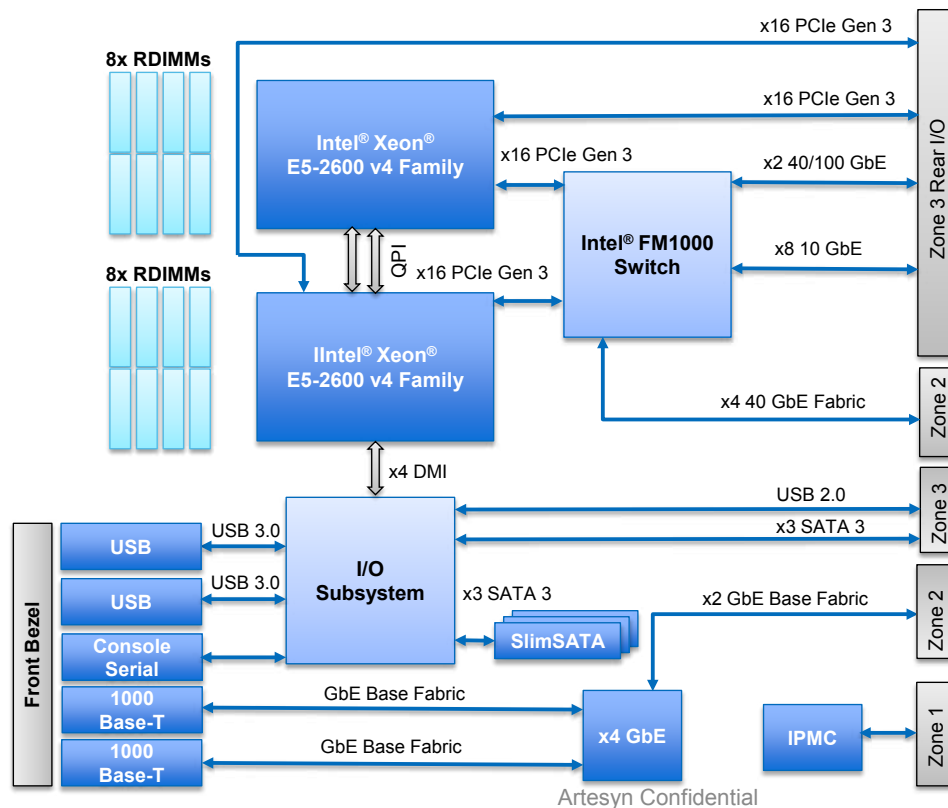 x16 PCIe Gen 3
8x RDIMMs
x16 PCIe Gen 3
Intel® Xeon®
E5-2600 v4 Family
x16 PCIe Gen 3
x2 40/100 GbE
Intel® FM1000
Switch
x8 10 GbE
Zone 3 Rear I/O
QPI
8x RDIMMs
x16 PCIe Gen 3
IIntel® Xeon®
E5-2600 v4 Family
x4 40 GbE Fabric
Zone 2
x4 DMI
USB 2.0
x3 SATA 3
Zone 3
Front Bezel
USB
USB 3.0
I/O
Subsystem
USB
USB 3.0
x3 SATA 3
SlimSATA
x2 GbE Base Fabric
Zone 2
Console
Serial
1000
Base-T
GbE Base Fabric
1000
Base-T
GbE Base Fabric
x4 GbE
IPMC
Zone 1
Artesyn Confidential